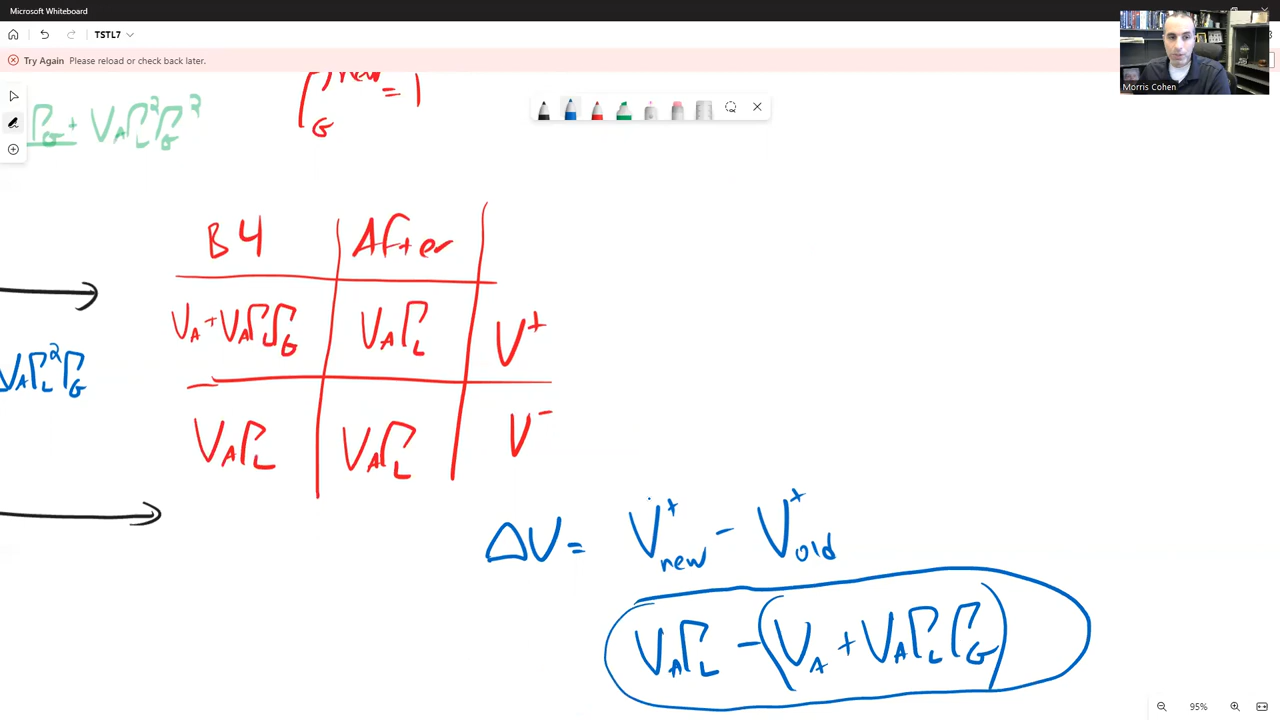 Microsoft Whiteboard
TSTL7
Try Again Please reload or check back later.
Γ_G^new = 1
Γ_G + V_AΓ_L^2Γ_G^2
B4 | After
V_A + V_AΓ_LΓ_G | V_AΓ_L | V^+
V_AΓ_L^2Γ_G
V_AΓ_L | V_AΓ_L | V^-
ΔV = V^+_new - V^+_old
V_AΓ_L - (V_A + V_AΓ_LΓ_G)
Morris Cohen
95%